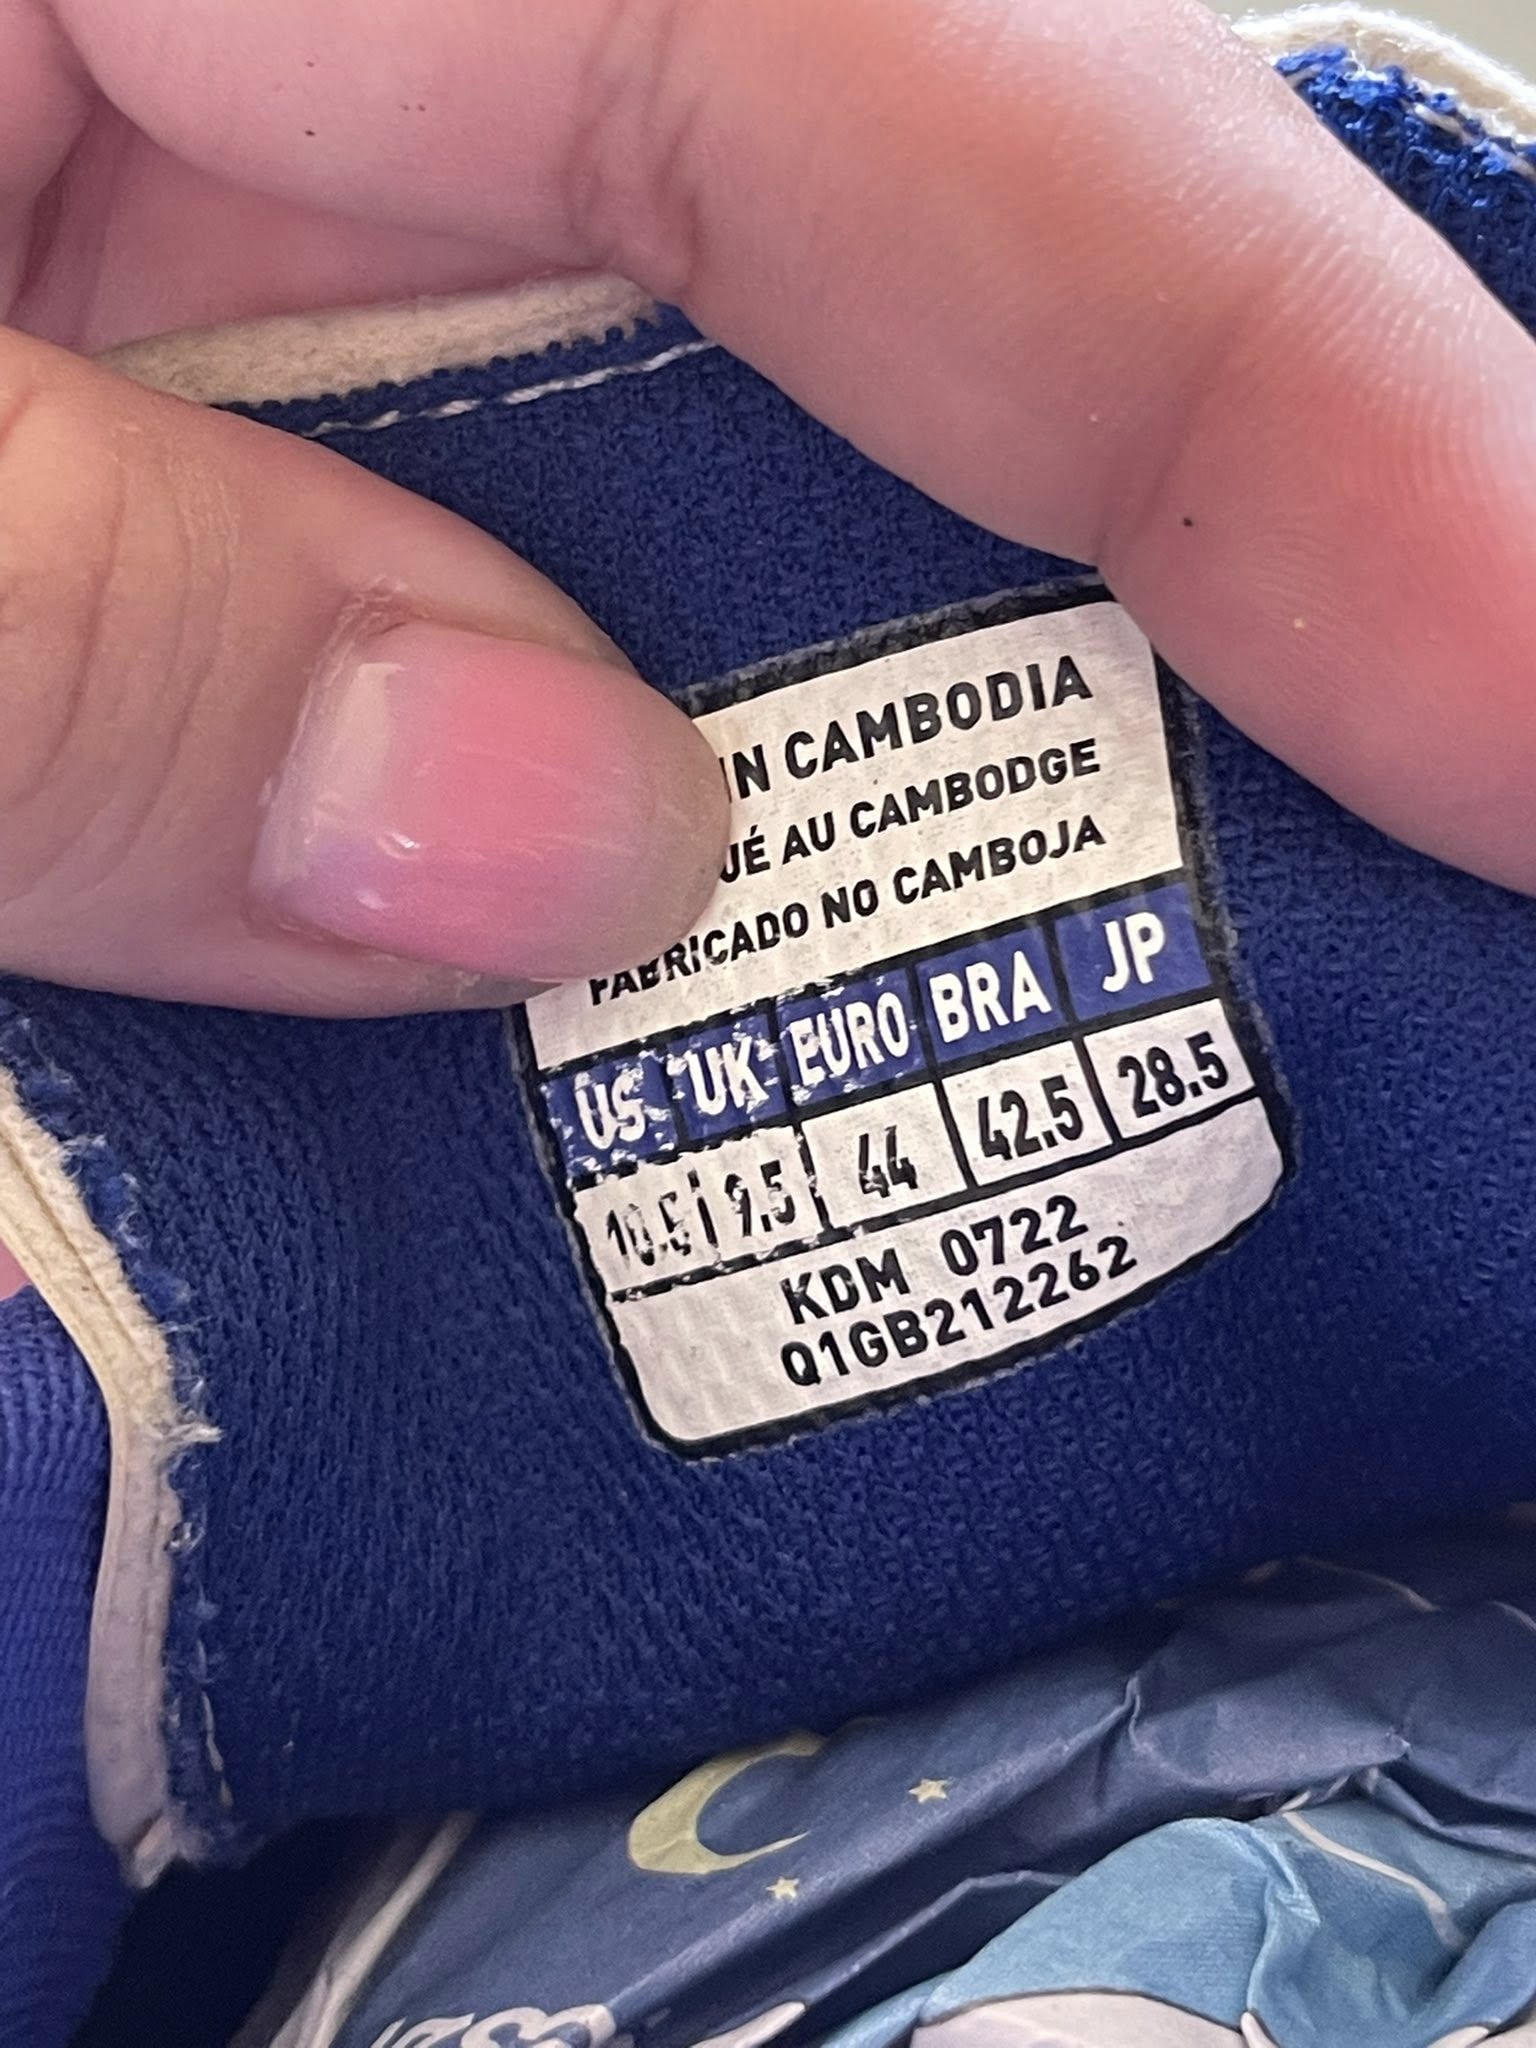 IN CAMBODIA
UÉ AU CAMBODGE
FABRICADO NO CAMBOJA
US UK EURO BRA JP
10.5 9.5 44 42.5 28.5
KDM 0722
Q1GB212262